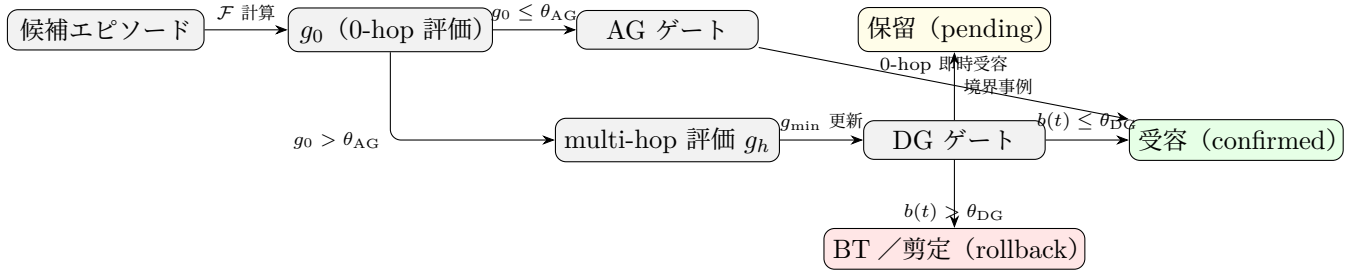 候補エピソード
𝓕 計算
g₀（0-hop 評価）
g₀ ≤ θ_AG
AG ゲート
保留（pending）
0-hop 即時受容
境界事例
g₀ > θ_AG
multi-hop 評価 g_h
g_min 更新
DG ゲート
b(t) ≤ θ_DG
受容（confirmed）
b(t) > θ_DG
BT ／剪定（rollback）